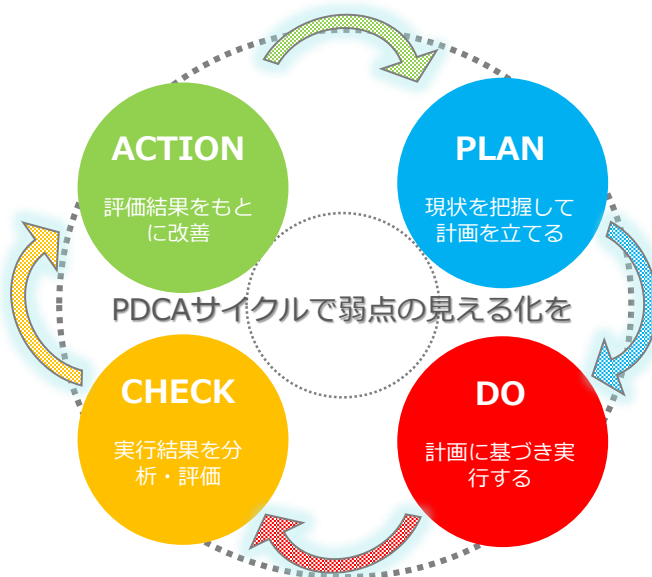 ACTION
評価結果をもと
に改善
PLAN
現状を把握して
計画を立てる
PDCAサイクルで弱点の見える化を
CHECK
実行結果を分
析・評価
DO
計画に基づき実
行する